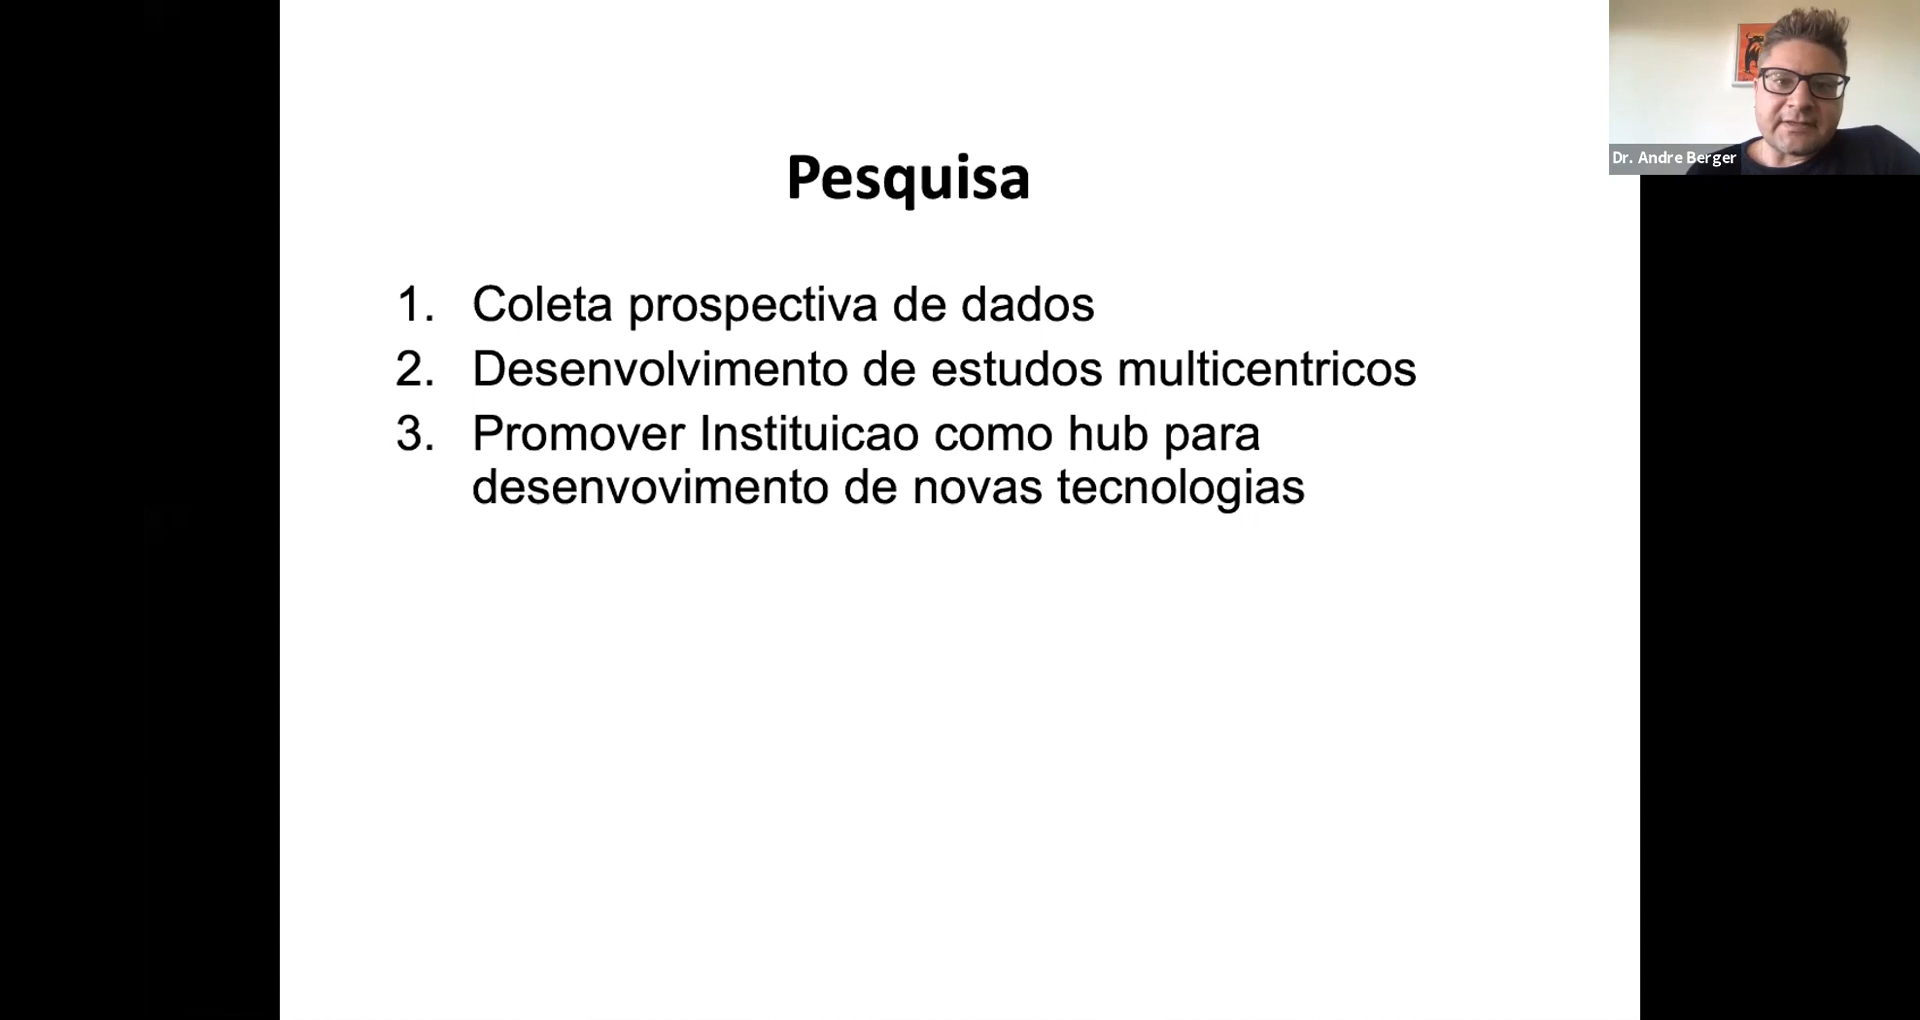 Pesquisa
1. Coleta prospectiva de dados
2. Desenvolvimento de estudos multicentricos
3. Promover Instituicao como hub para
desenvovimento de novas tecnologias
Dr. Andre Berger